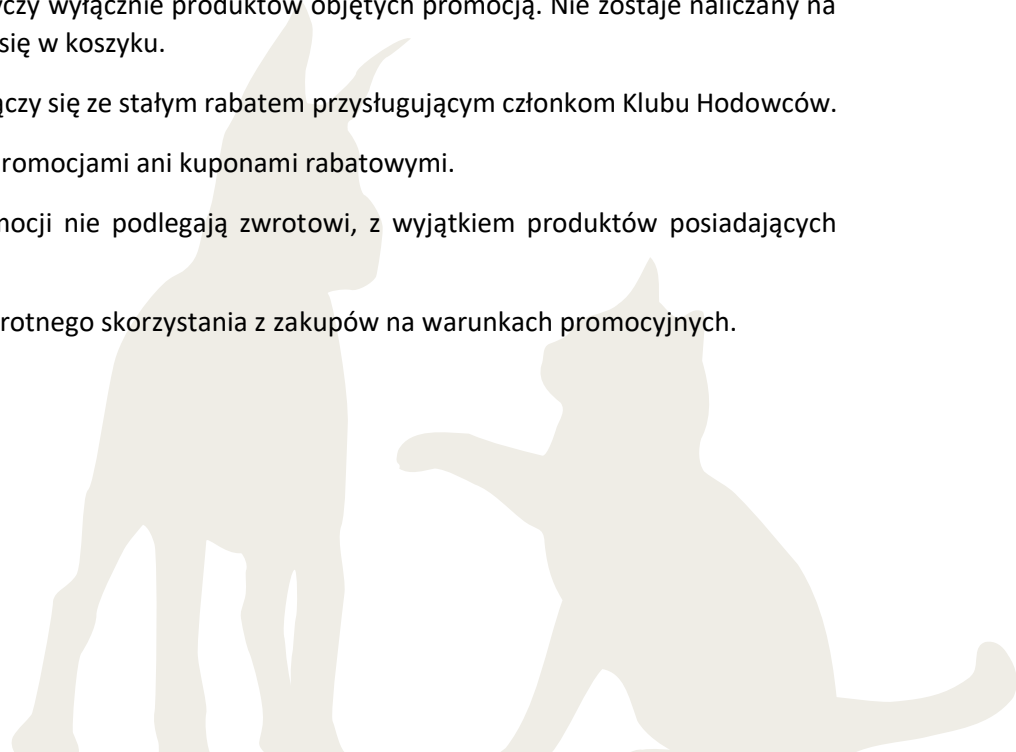 yczy wyłącznie produktów objętych promocją. Nie zostaje naliczany na
się w koszyku.
ączy się ze stałym rabatem przysługującym członkom Klubu Hodowców.
romocjami ani kuponami rabatowymi.
mocji nie podlegają zwrotowi, z wyjątkiem produktów posiadających
rotnego skorzystania z zakupów na warunkach promocyjnych.